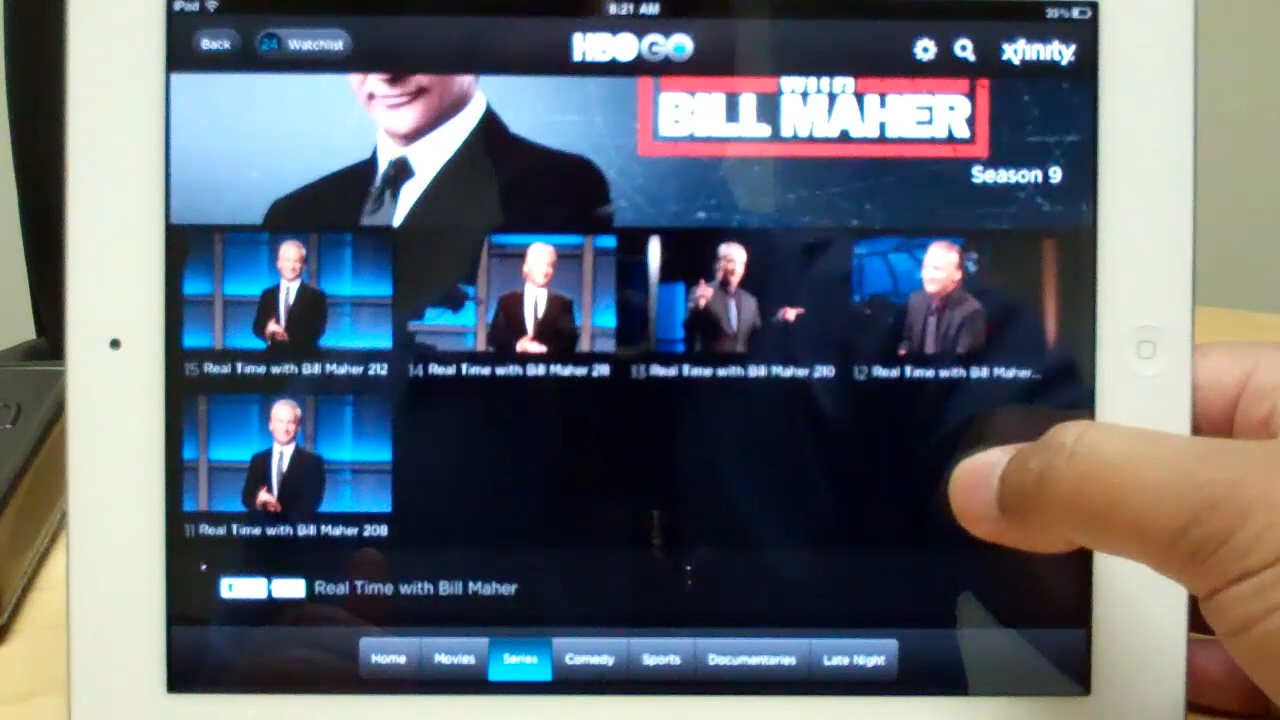 iPad 8:21 AM 35%
Back 24 Watchlist HBO GO xfinity
WITH
BILL MAHER
Season 9
15 Real Time with Bill Maher 212
14 Real Time with Bill Maher 211
13 Real Time with Bill Maher 210
12 Real Time with Bill Maher...
11 Real Time with Bill Maher 208
Real Time with Bill Maher
Home Movies Series Comedy Sports Documentaries Late Night